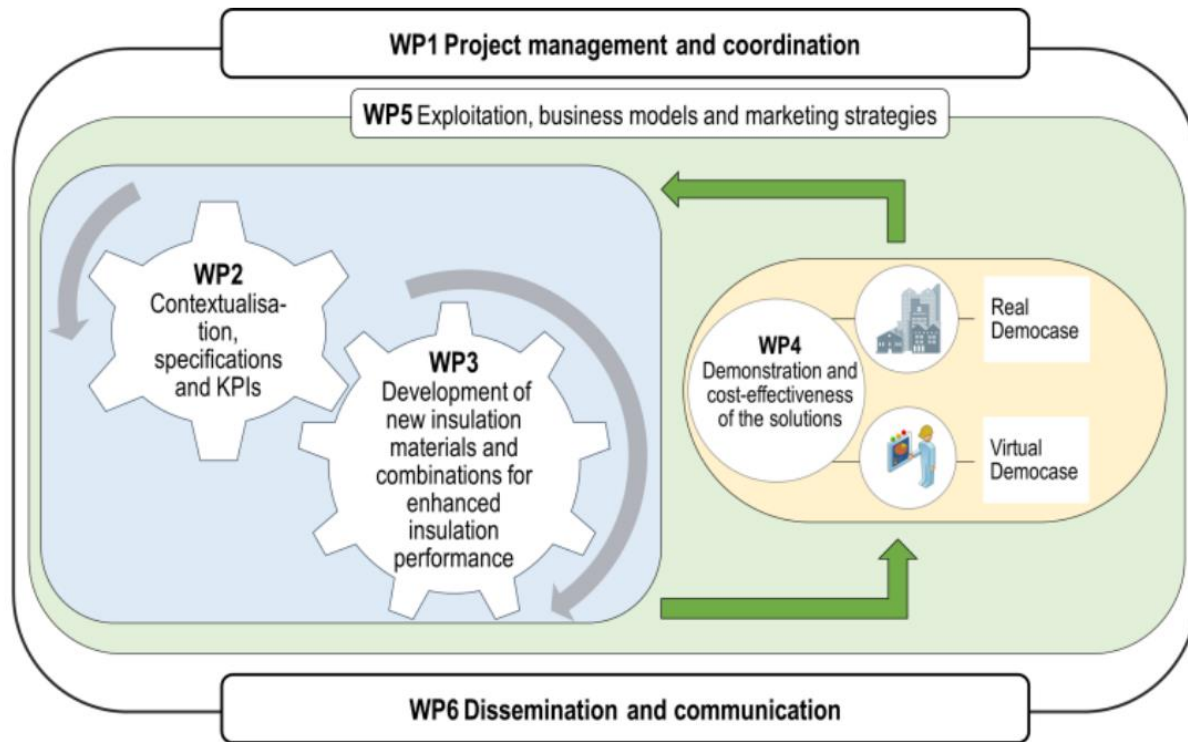 WP1 Project management and coordination
WP5 Exploitation, business models and marketing strategies
WP2
Contextualisa-
tion,
specifications
and KPIs
WP3
Development of
new insulation
materials and
combinations for
enhanced
insulation
performance
WP4
Demonstration and
cost-effectiveness
of the solutions
Real
Democase
Virtual
Democase
WP6 Dissemination and communication